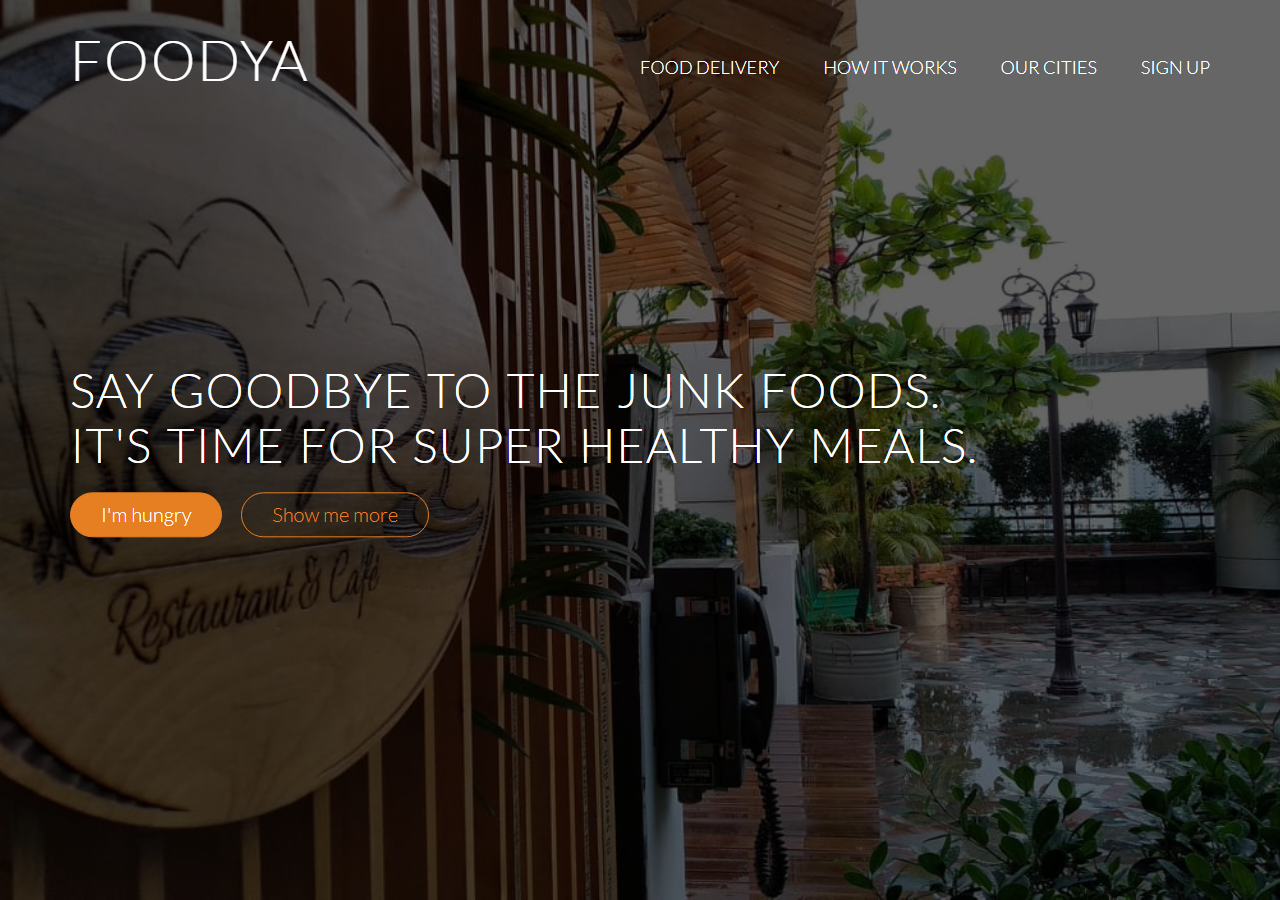 FOODYA
FOOD DELIVERY HOW IT WORKS OUR CITIES SIGN UP
SAY GOODBYE TO THE JUNK FOODS.
IT'S TIME FOR SUPER HEALTHY MEALS.
I'm hungry Show me more
Restaurant & Café